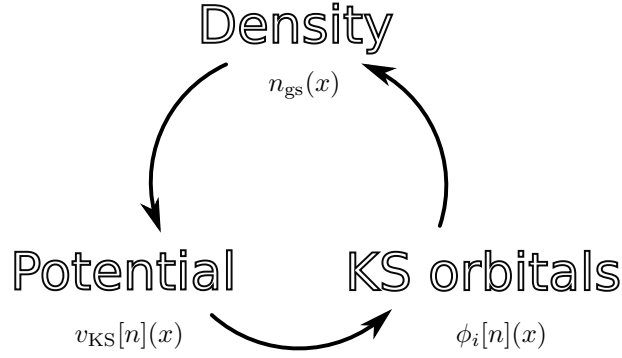 Density
n_gs(x)
Potential
KS orbitals
v_KS[n](x)
ϕ_i[n](x)